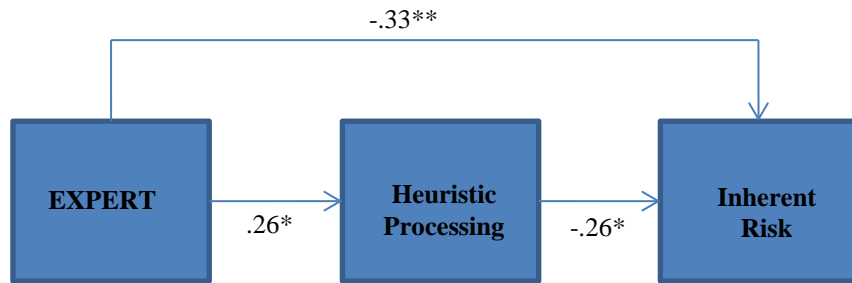 -.33**
EXPERT
Heuristic
Processing
Inherent
Risk
.26*
-.26*